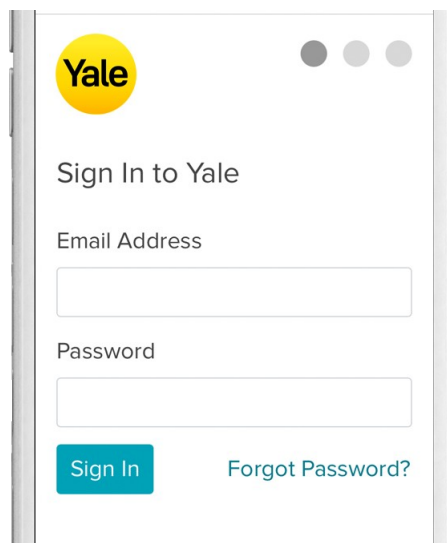 Yale
Sign In to Yale
Email Address
Password
Sign In Forgot Password?